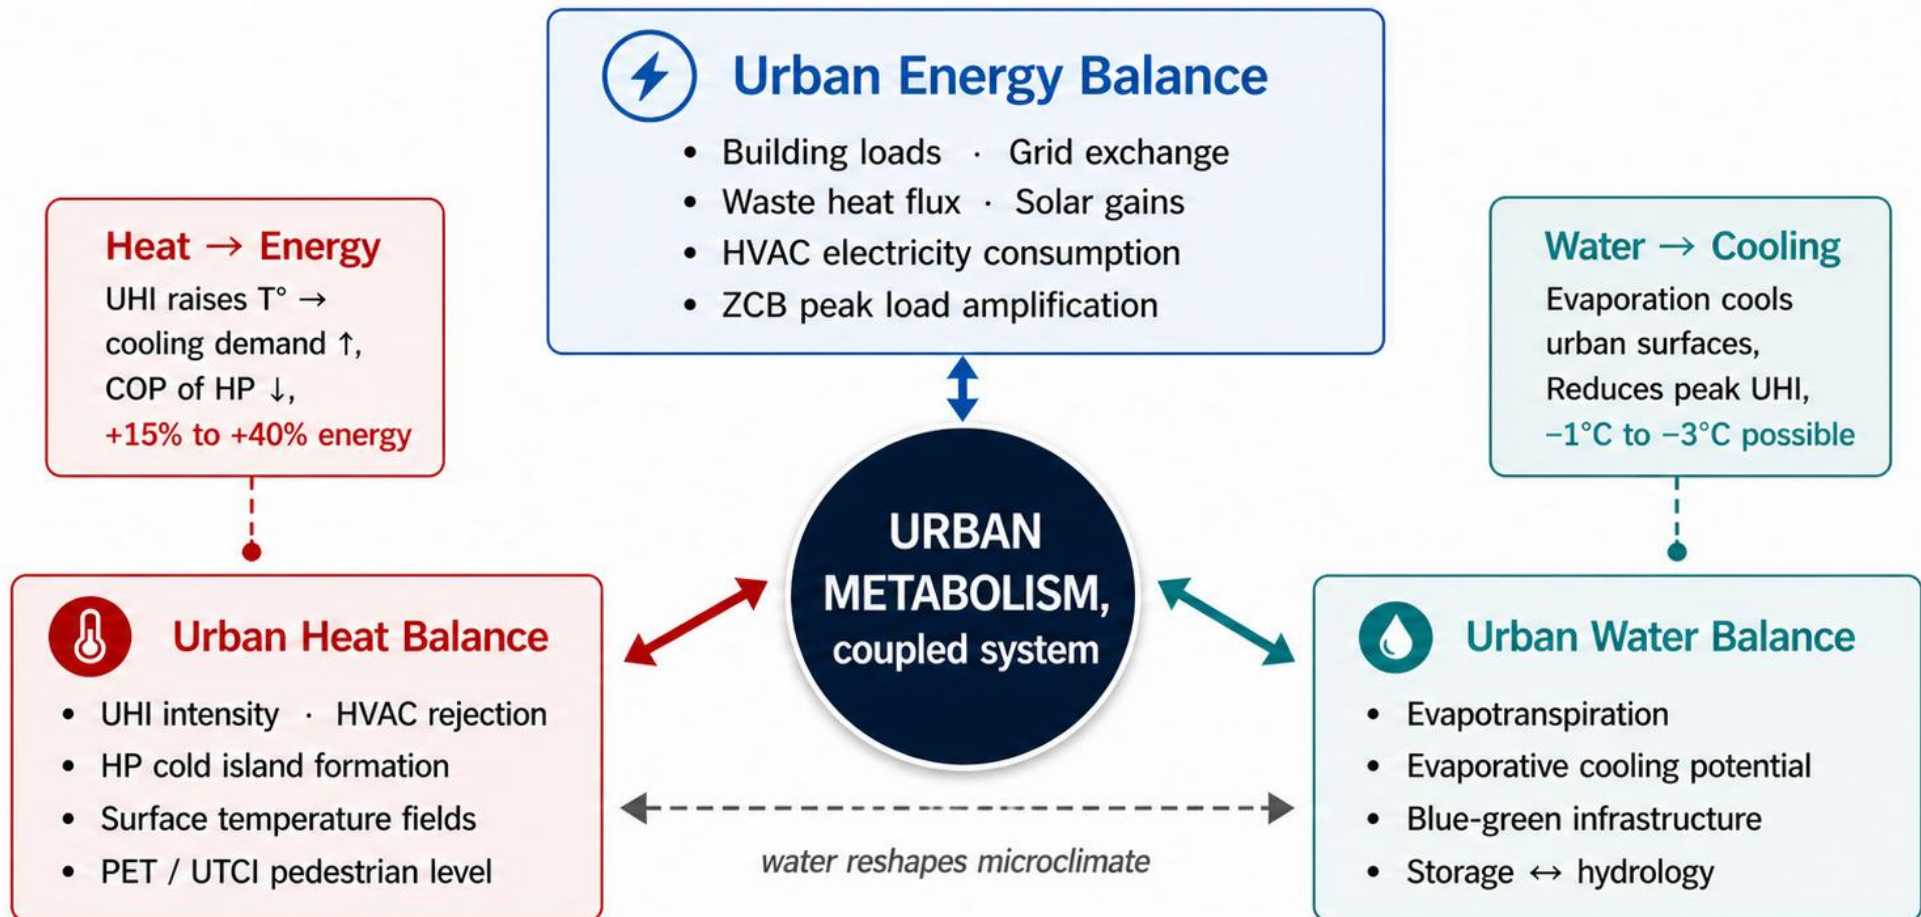 Urban Energy Balance
• Building loads · Grid exchange
• Waste heat flux · Solar gains
• HVAC electricity consumption
• ZCB peak load amplification
Heat → Energy
UHI raises T° →
cooling demand ↑,
COP of HP ↓,
+15% to +40% energy
Water → Cooling
Evaporation cools
urban surfaces,
Reduces peak UHI,
−1°C to −3°C possible
URBAN
METABOLISM,
coupled system
Urban Heat Balance
• UHI intensity · HVAC rejection
• HP cold island formation
• Surface temperature fields
• PET / UTCI pedestrian level
water reshapes microclimate
Urban Water Balance
• Evapotranspiration
• Evaporative cooling potential
• Blue-green infrastructure
• Storage ↔ hydrology